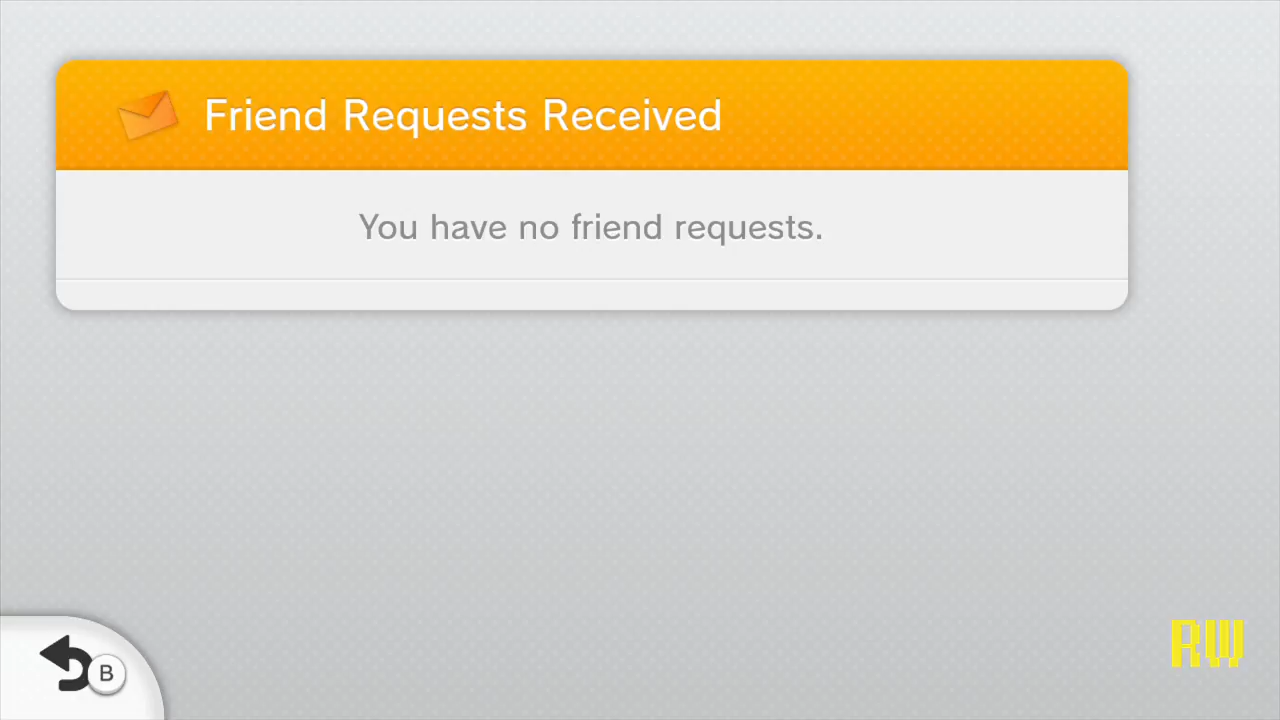 Friend Requests Received
You have no friend requests.
B
RW